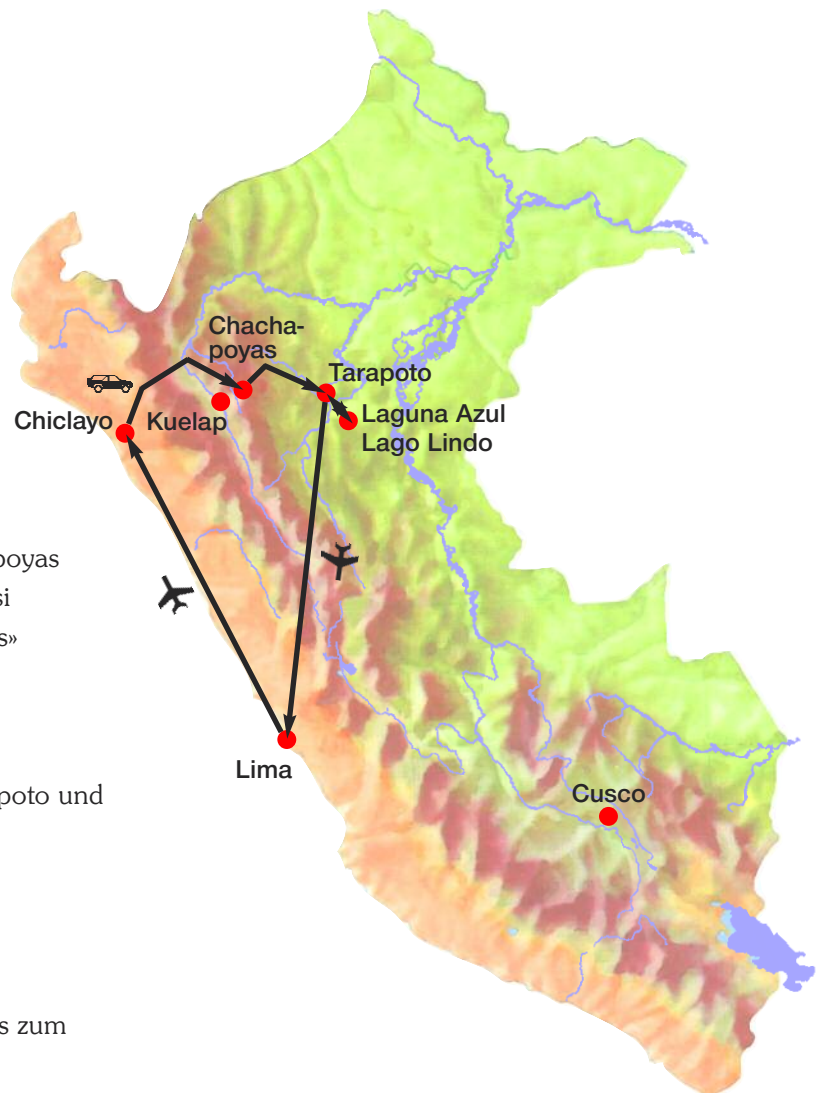 Chacha-
poyas
Tarapoto
Chiclayo
Kuelap
Laguna Azul
Lago Lindo
poyas
si
s»
Lima
poto und
Cusco
s zum